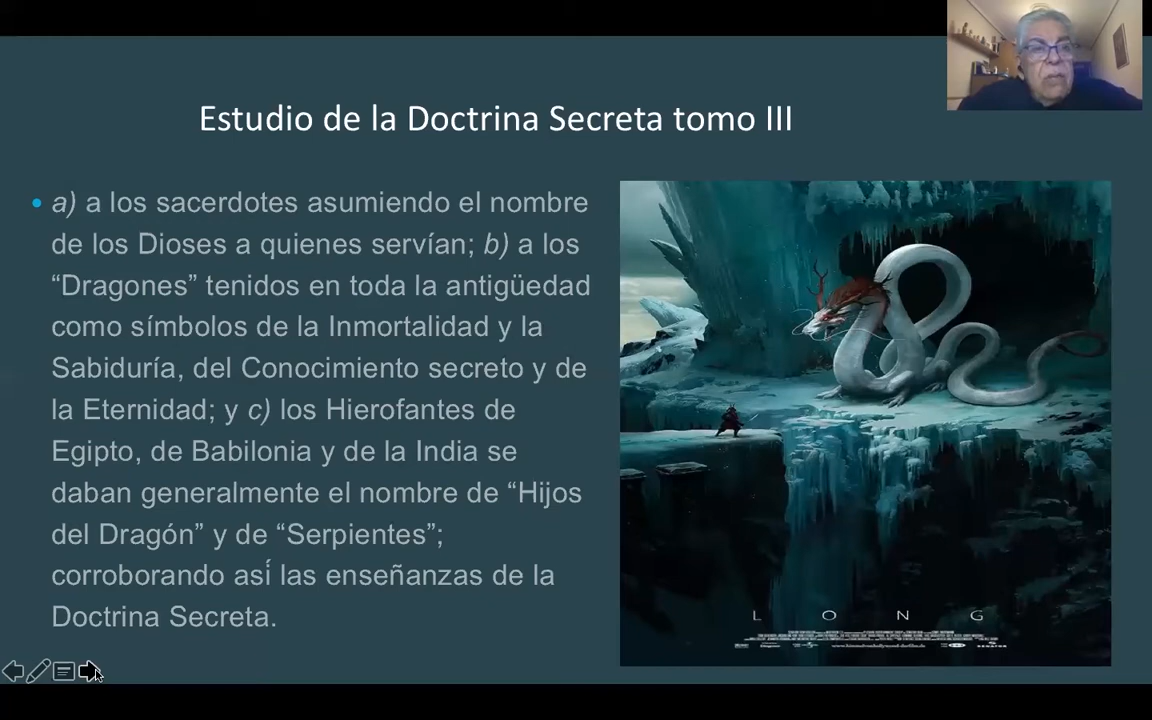 Estudio de la Doctrina Secreta tomo III
• a) a los sacerdotes asumiendo el nombre
de los Dioses a quienes servían; b) a los
“Dragones” tenidos en toda la antigüedad
como símbolos de la Inmortalidad y la
Sabiduría, del Conocimiento secreto y de
la Eternidad; y c) los Hierofantes de
Egipto, de Babilonia y de la India se
daban generalmente el nombre de “Hijos
del Dragón” y de “Serpientes”;
corroborando así las enseñanzas de la
Doctrina Secreta.
L O N G